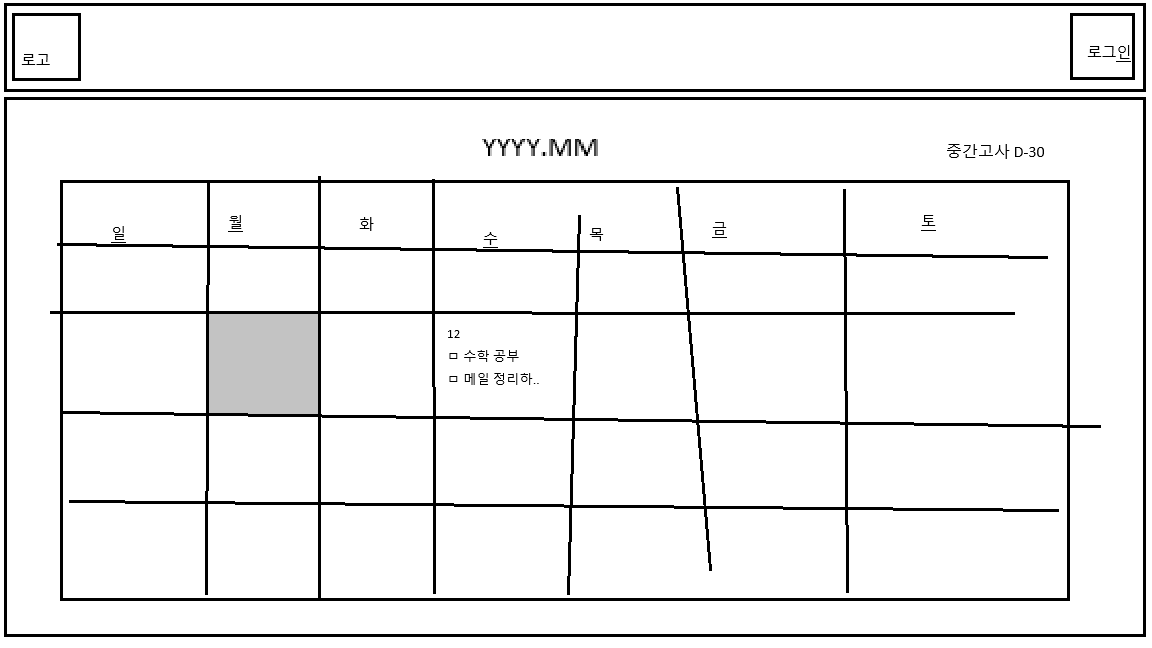 로고
로그인
YYYY.MM
중간고사 D-30
일 월 화 수 목 금 토
12
ㅁ 수학 공부
ㅁ 메일 정리하..